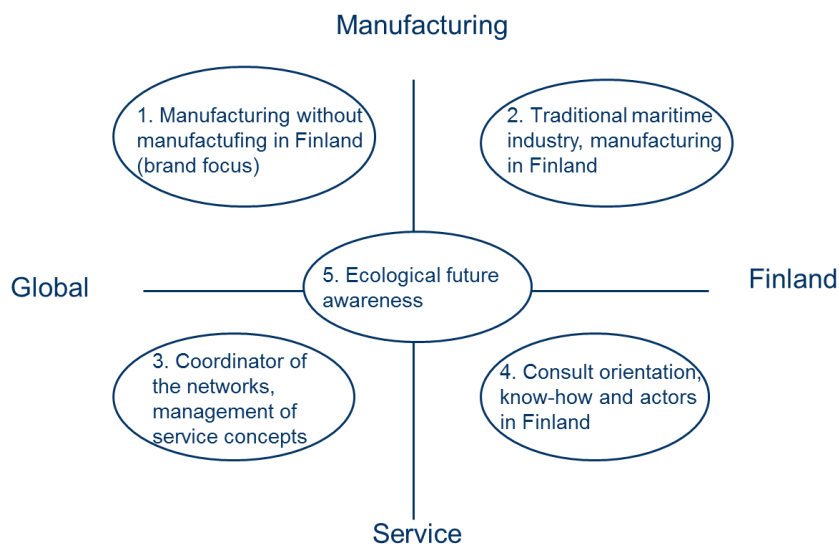 Manufacturing
1. Manufacturing without
manufactufing in Finland
(brand focus)
2. Traditional maritime
industry, manufacturing
in Finland
Global
5. Ecological future
awareness
Finland
3. Coordinator of
the networks,
management of
service concepts
4. Consult orientation,
know-how and actors
in Finland
Service